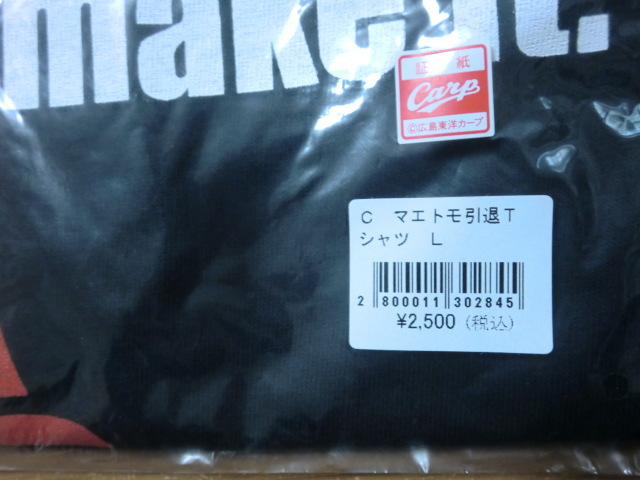 make it.
証紙
Carp
©広島東洋カープ
C マエトモ引退T
シャツ L
2 800011 302845
¥2,500 (税込)